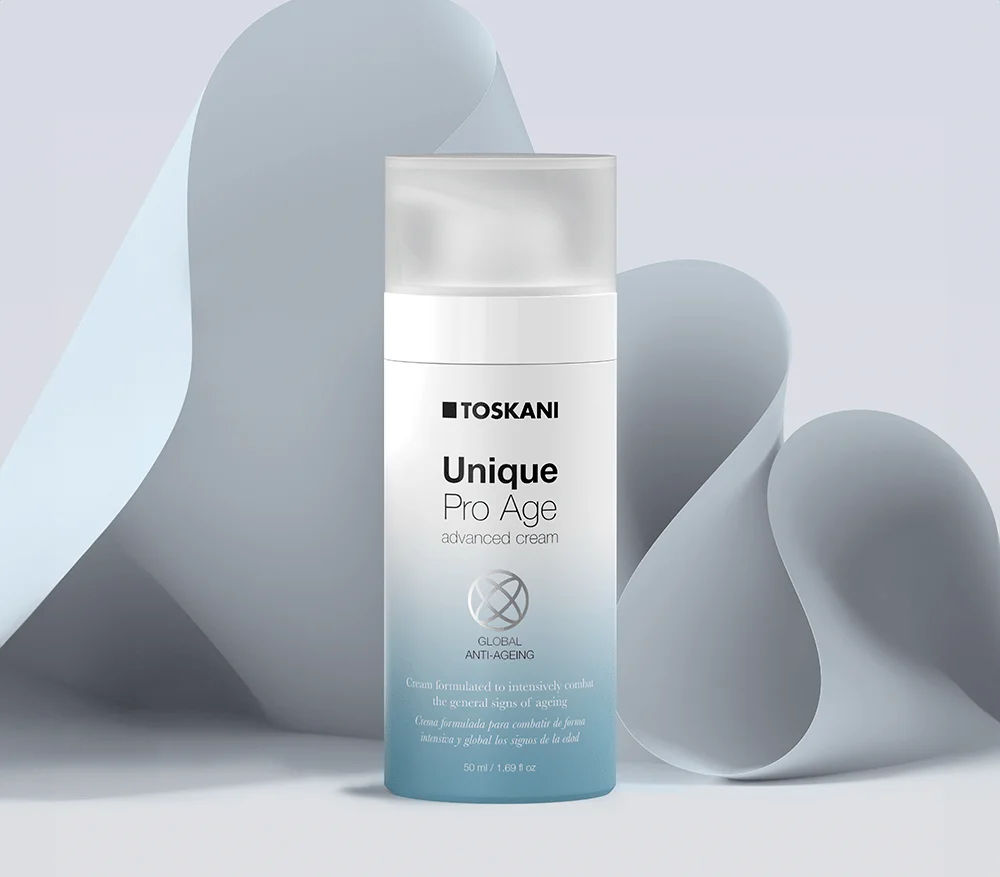 TOSKANI
Unique
Pro Age
advanced cream
GLOBAL
ANTI-AGEING
Cream formulated to intensively combat
the general signs of ageing
Crema formulada para combatir de forma
intensiva y global los signos de la edad
50 ml / 1,69 fl oz